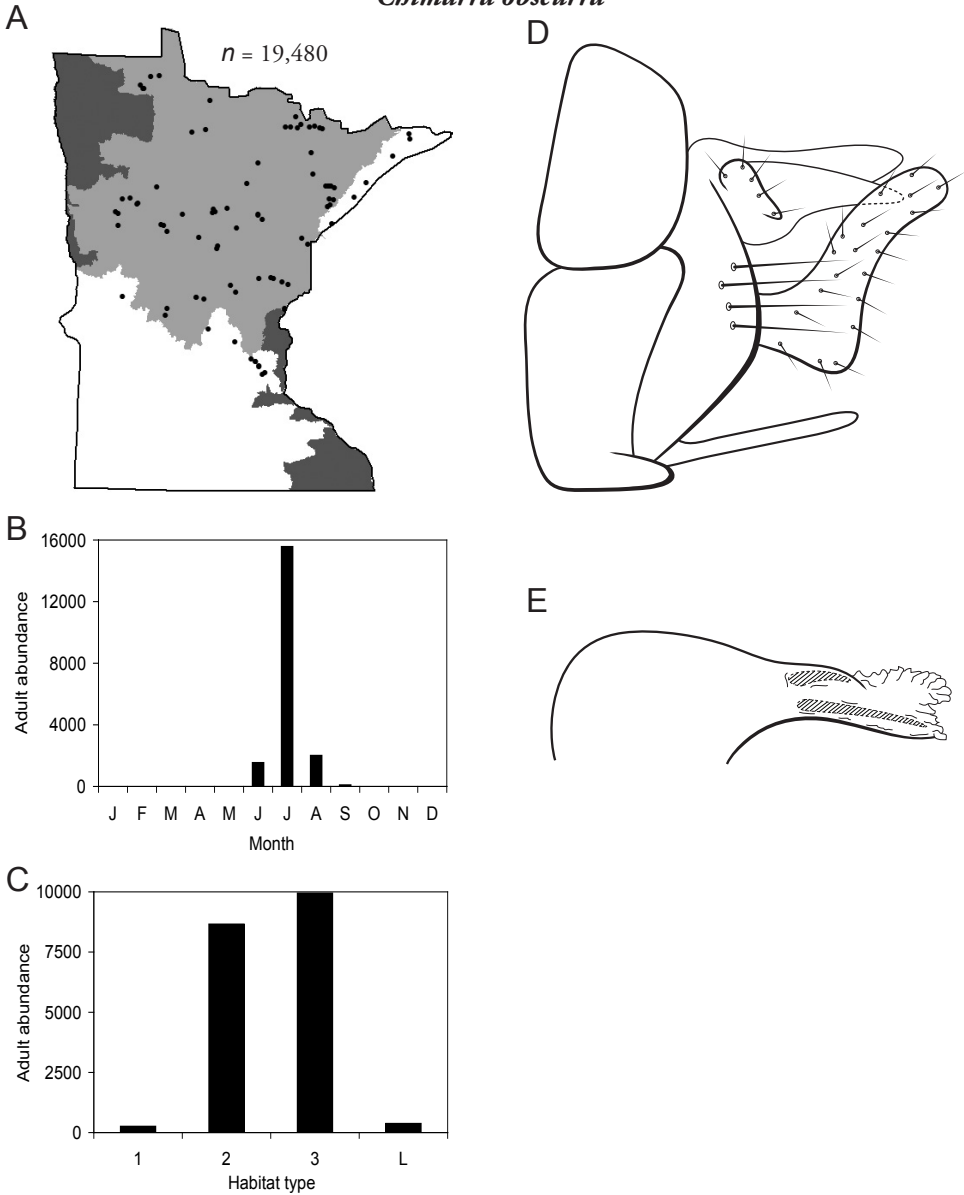 Chimarra obscurra
A
n = 19,480
B
16000
12000
8000
4000
0
Adult abundance
J F M A M J J A S O N D
Month
C
10000
7500
5000
2500
0
Adult abundance
1 2 3 L
Habitat type
D
E